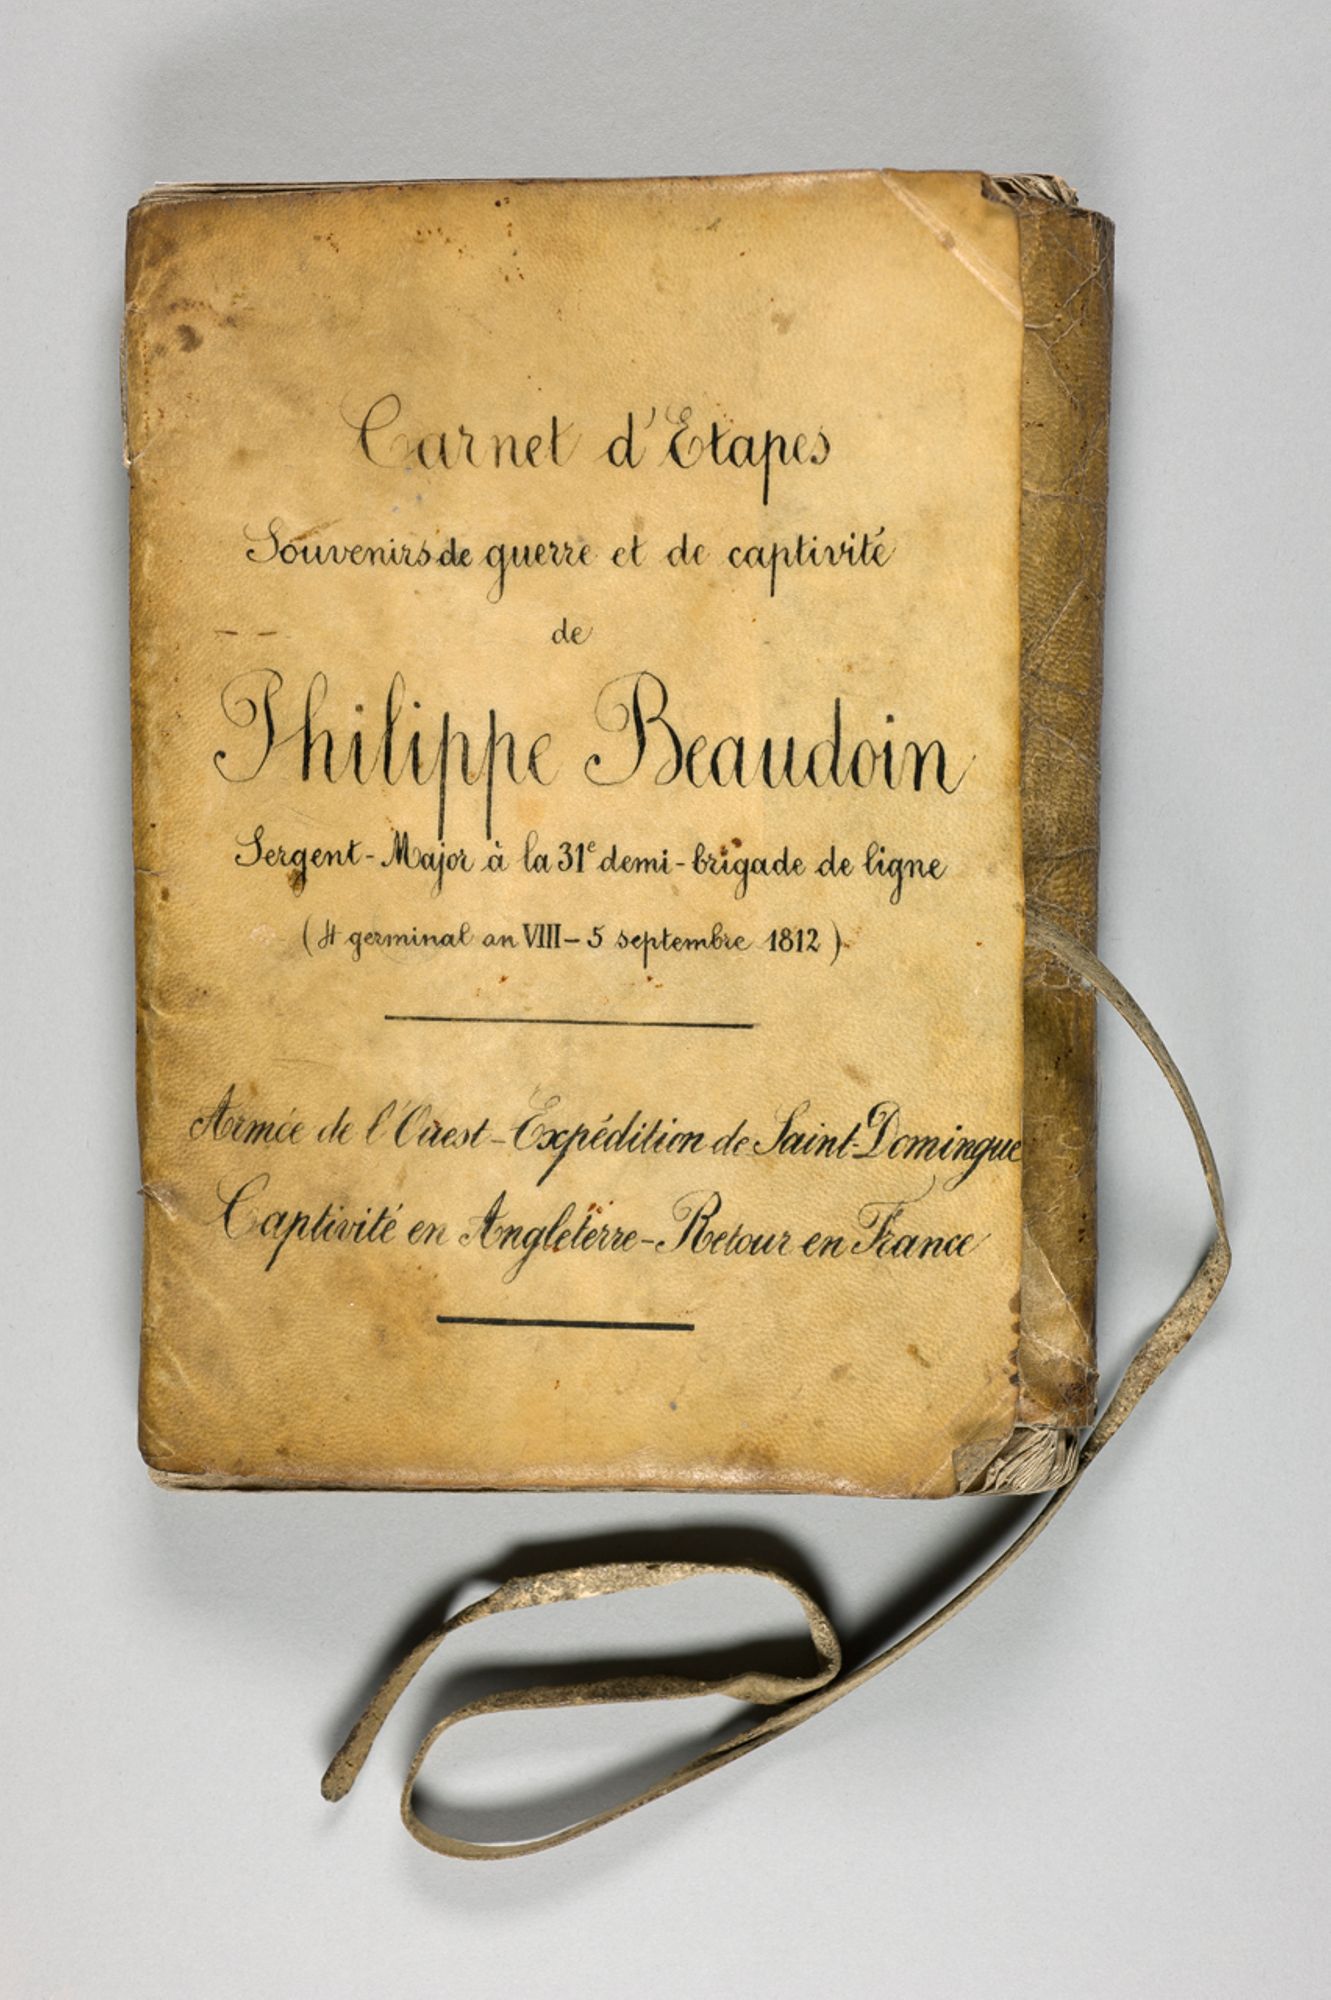 Carnet d'Etapes
Souvenirs de guerre et de captivité
de
Philippe Beaudoin
Sergent-Major à la 31e demi-brigade de ligne
(4 germinal an VIII – 5 septembre 1812)
Armée de l'Ouest – Expédition de Saint-Domingue
Captivité en Angleterre – Retour en France